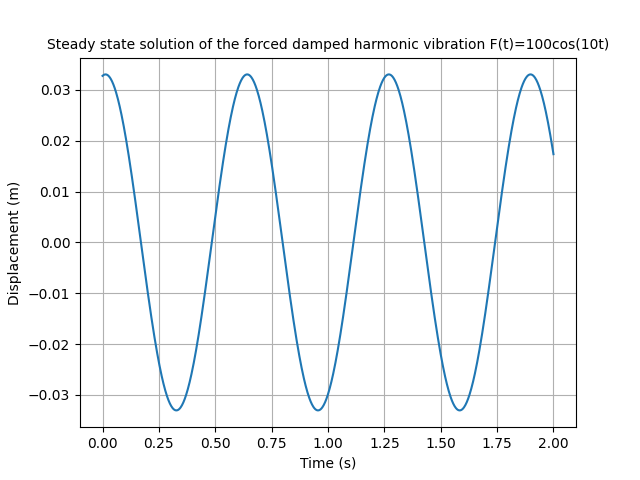 Steady state solution of the forced damped harmonic vibration F(t)=100cos(10t)
0.03
0.02
0.01
0.00
−0.01
−0.02
−0.03
Displacement (m)
0.00 0.25 0.50 0.75 1.00 1.25 1.50 1.75 2.00
Time (s)